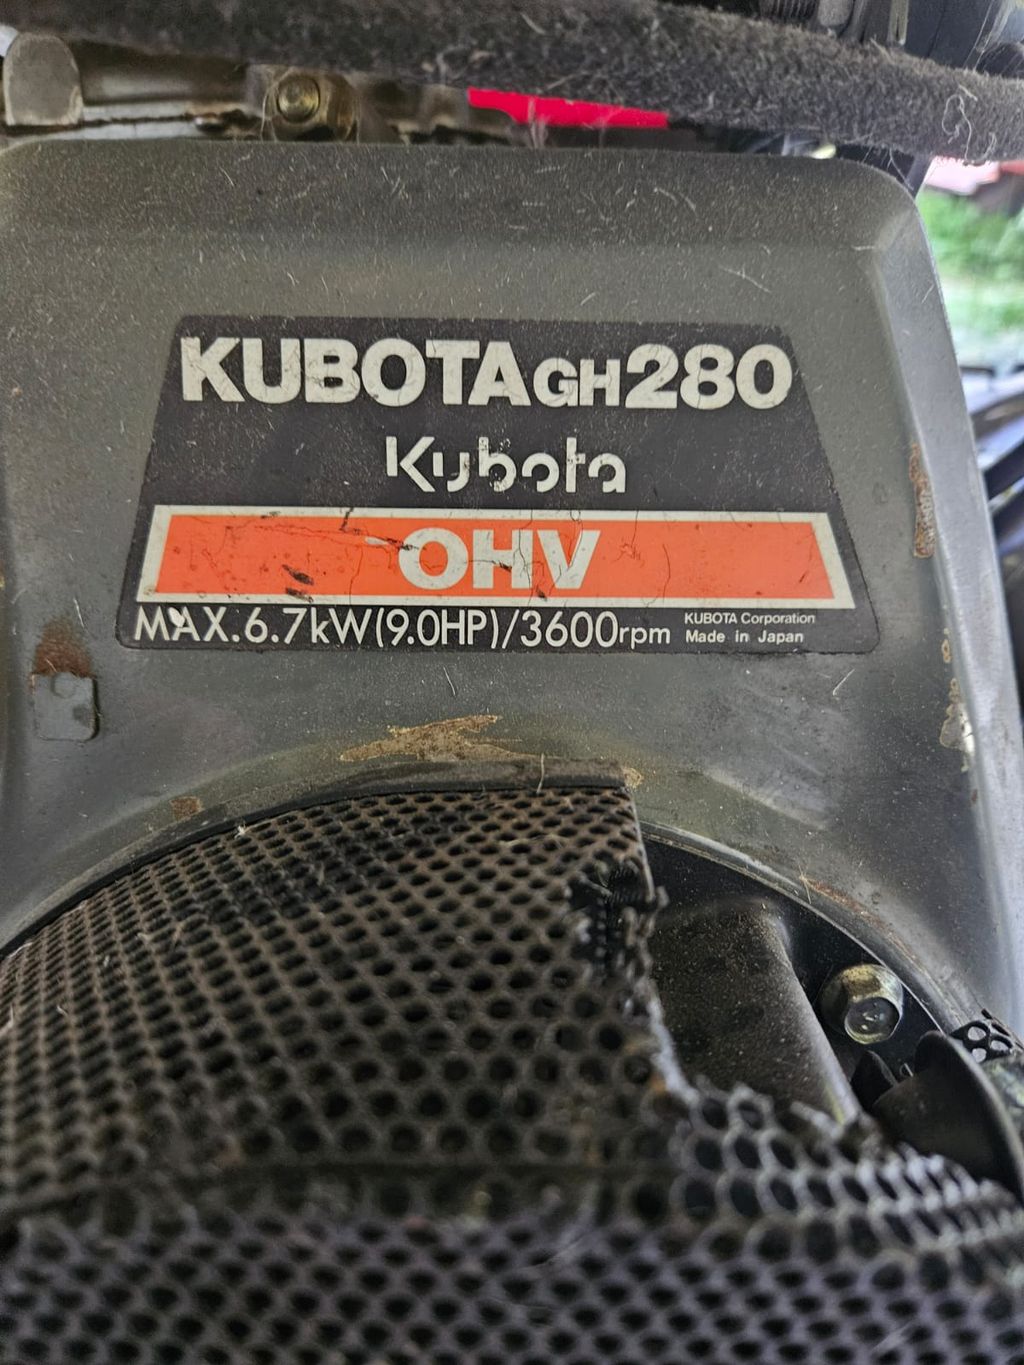 KUBOTA GH280
Kubota
OHV
MAX.6.7kW(9.0HP)/3600rpm
KUBOTA Corporation
Made in Japan